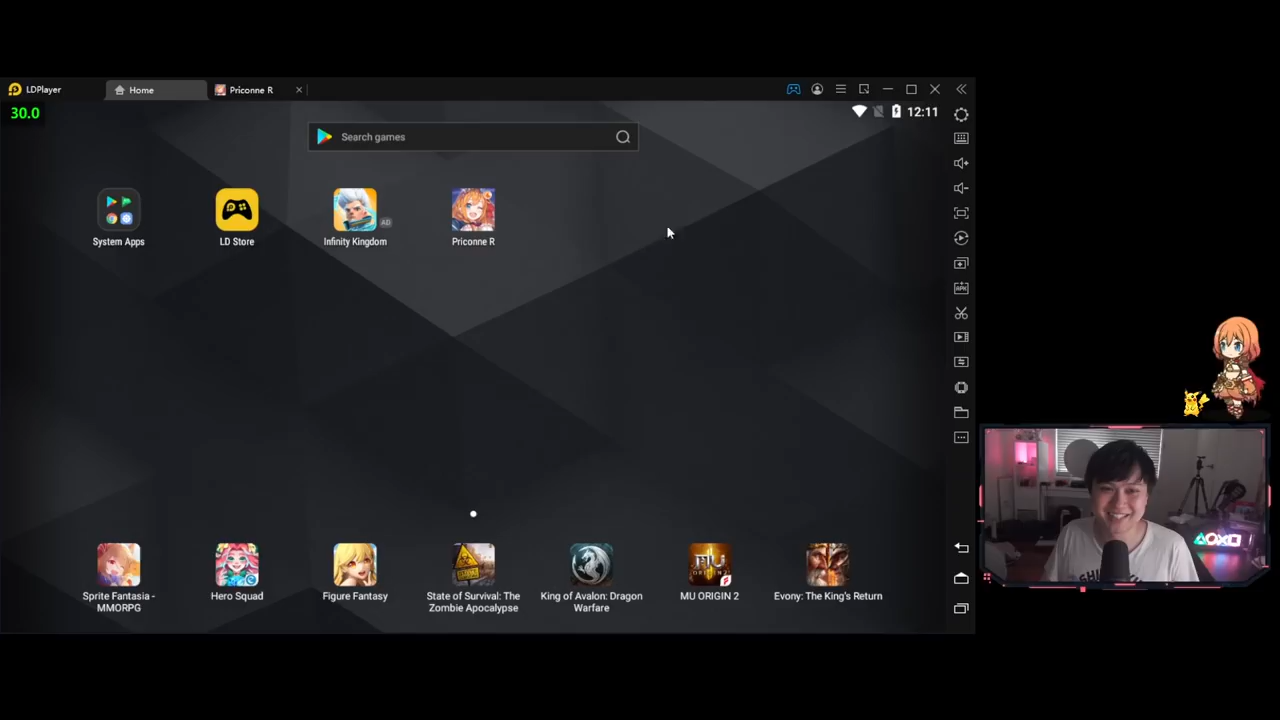 LDPlayer
Home
Priconne R
30.0
12:11
Search games
System Apps
LD Store
Infinity Kingdom
AD
Priconne R
Sprite Fantasia -
MMORPG
Hero Squad
Figure Fantasy
State of Survival: The
Zombie Apocalypse
King of Avalon: Dragon
Warfare
MU ORIGIN 2
Evony: The King's Return